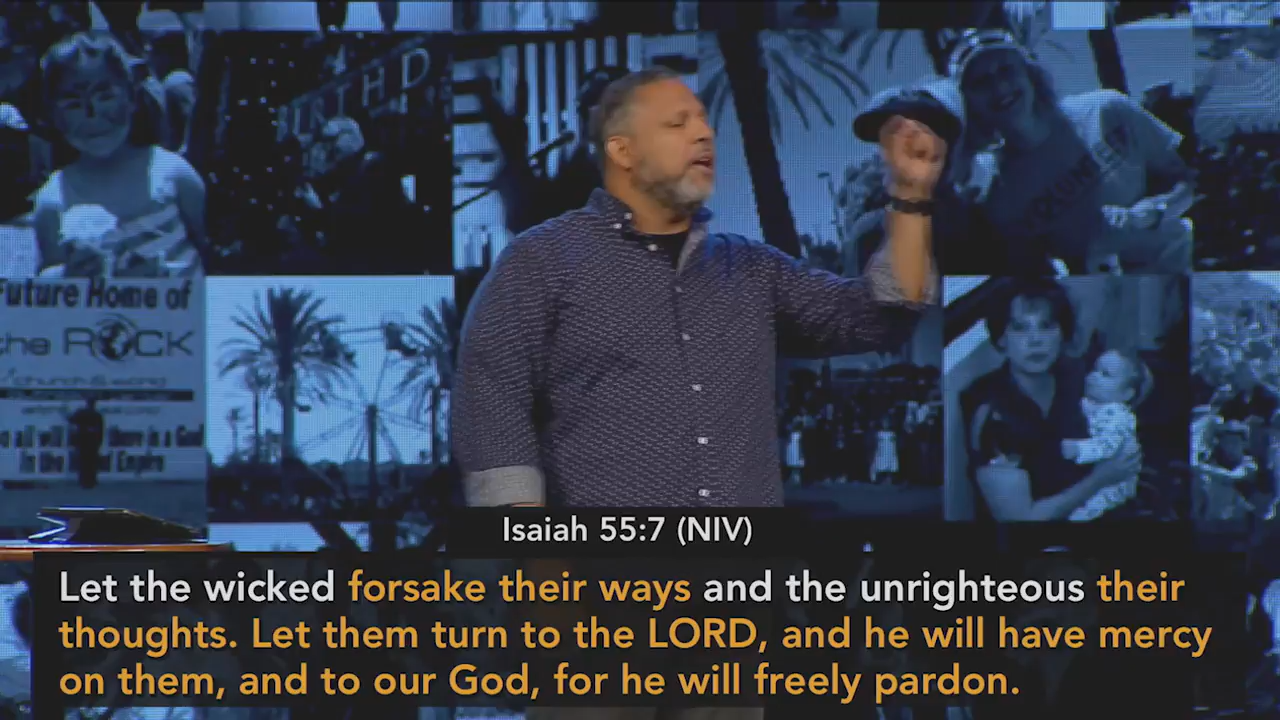 Future Home of
the ROCK
Isaiah 55:7 (NIV)
Let the wicked forsake their ways and the unrighteous their
thoughts. Let them turn to the LORD, and he will have mercy
on them, and to our God, for he will freely pardon.